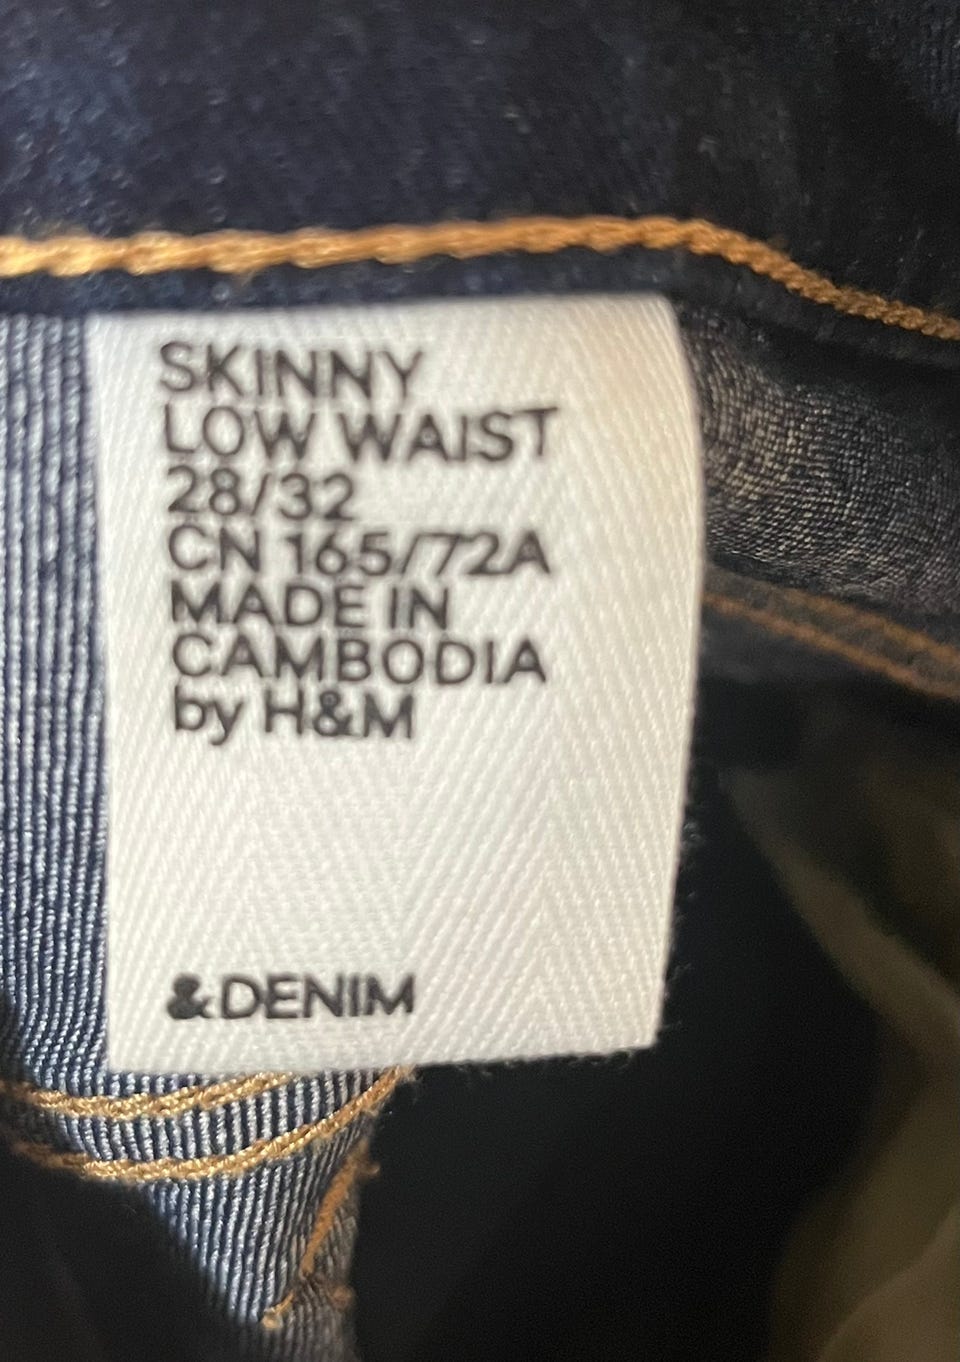 SKINNY
LOW WAIST
28/32
CN 165/72A
MADE IN
CAMBODIA
by H&M
&DENIM